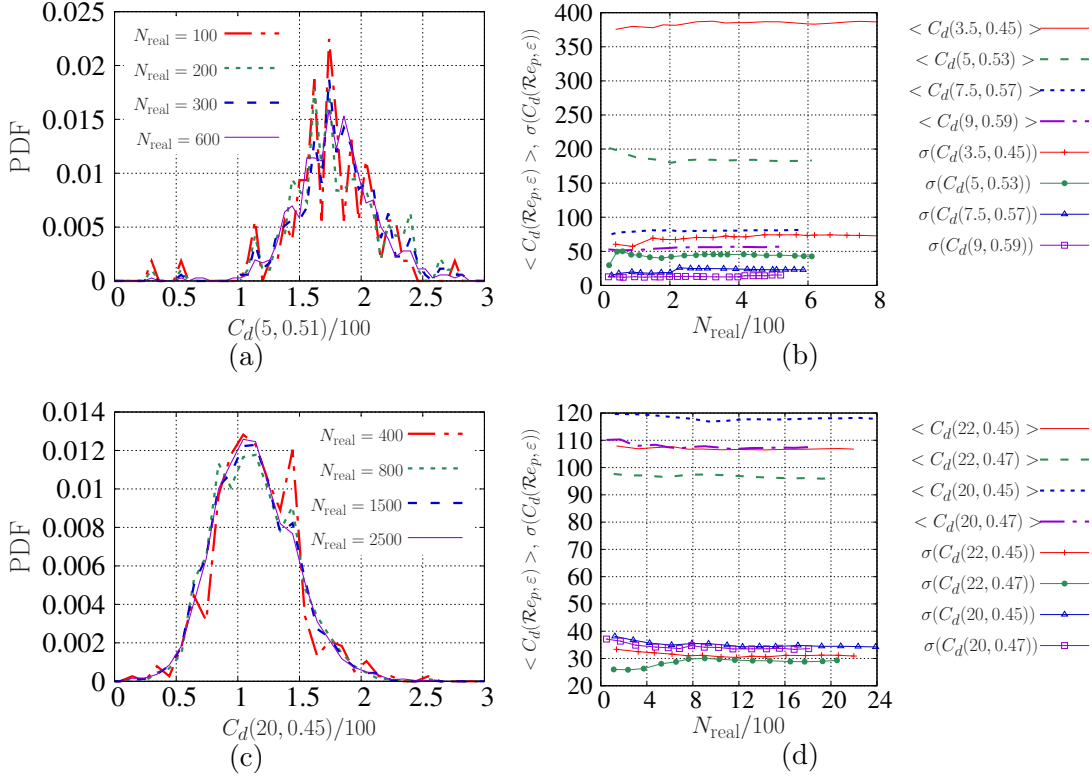 0.025
0.02
0.015
0.01
0.005
0
PDF
N_real = 100
N_real = 200
N_real = 300
N_real = 600
0 0.5 1 1.5 2 2.5 3
C_d(5, 0.51)/100
(a)
400
350
300
250
200
150
100
50
0
< C_d(Re_p, ε) >, σ(C_d(Re_p, ε))
0 2 4 6 8
N_real/100
(b)
< C_d(3.5, 0.45) >
< C_d(5, 0.53) >
< C_d(7.5, 0.57) >
< C_d(9, 0.59) >
σ(C_d(3.5, 0.45))
σ(C_d(5, 0.53))
σ(C_d(7.5, 0.57))
σ(C_d(9, 0.59))
0.014
0.012
0.01
0.008
0.006
0.004
0.002
0
PDF
N_real = 400
N_real = 800
N_real = 1500
N_real = 2500
0 0.5 1 1.5 2 2.5 3
C_d(20, 0.45)/100
(c)
120
110
100
90
80
70
60
50
40
30
20
< C_d(Re_p, ε) >, σ(C_d(Re_p, ε))
0 4 8 12 16 20 24
N_real/100
(d)
< C_d(22, 0.45) >
< C_d(22, 0.47) >
< C_d(20, 0.45) >
< C_d(20, 0.47) >
σ(C_d(22, 0.45))
σ(C_d(22, 0.47))
σ(C_d(20, 0.45))
σ(C_d(20, 0.47))